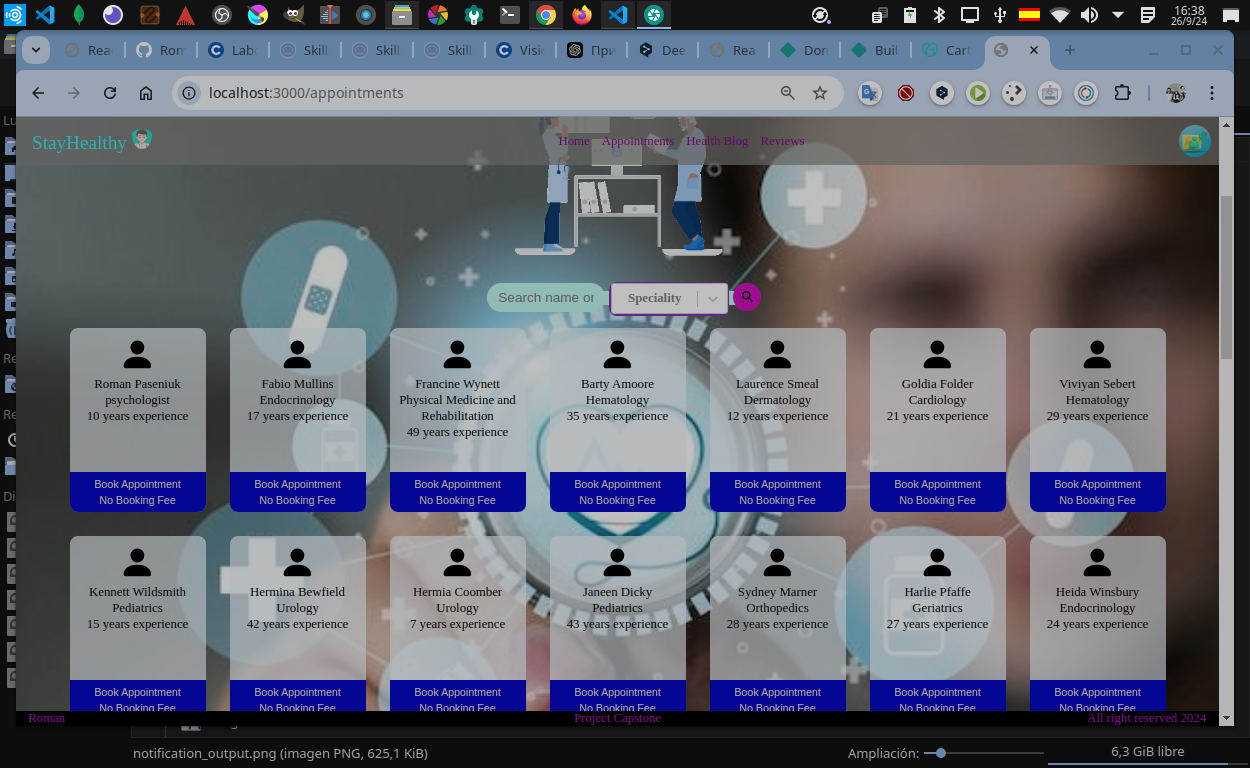 16:38
26/9/24
Rea
Rom
Labo
Skill
Skill
Skill
Visi
При
Dee
Rea
Don
Buil
Cart
localhost:3000/appointments
StayHealthy
Home Appointments Health Blog Reviews
Search name or
Speciality
Roman Paseniuk
psychologist
10 years experience
Book Appointment
No Booking Fee
Fabio Mullins
Endocrinology
17 years experience
Book Appointment
No Booking Fee
Francine Wynett
Physical Medicine and
Rehabilitation
49 years experience
Book Appointment
No Booking Fee
Barty Amoore
Hematology
35 years experience
Book Appointment
No Booking Fee
Laurence Smeal
Dermatology
12 years experience
Book Appointment
No Booking Fee
Goldia Folder
Cardiology
21 years experience
Book Appointment
No Booking Fee
Viviyan Sebert
Hematology
29 years experience
Book Appointment
No Booking Fee
Kennett Wildsmith
Pediatrics
15 years experience
Book Appointment
No Booking Fee
Hermina Bewfield
Urology
42 years experience
Book Appointment
No Booking Fee
Hermia Coomber
Urology
7 years experience
Book Appointment
No Booking Fee
Janeen Dicky
Pediatrics
43 years experience
Book Appointment
No Booking Fee
Sydney Marner
Orthopedics
28 years experience
Book Appointment
No Booking Fee
Harlie Pfaffe
Geriatrics
27 years experience
Book Appointment
No Booking Fee
Heida Winsbury
Endocrinology
24 years experience
Book Appointment
No Booking Fee
Roman
Project Capstone
All right reserved 2024
Lu
Re
Re
Di
notification_output.png (imagen PNG, 625,1 KiB)
Ampliación:
6,3 GiB libre